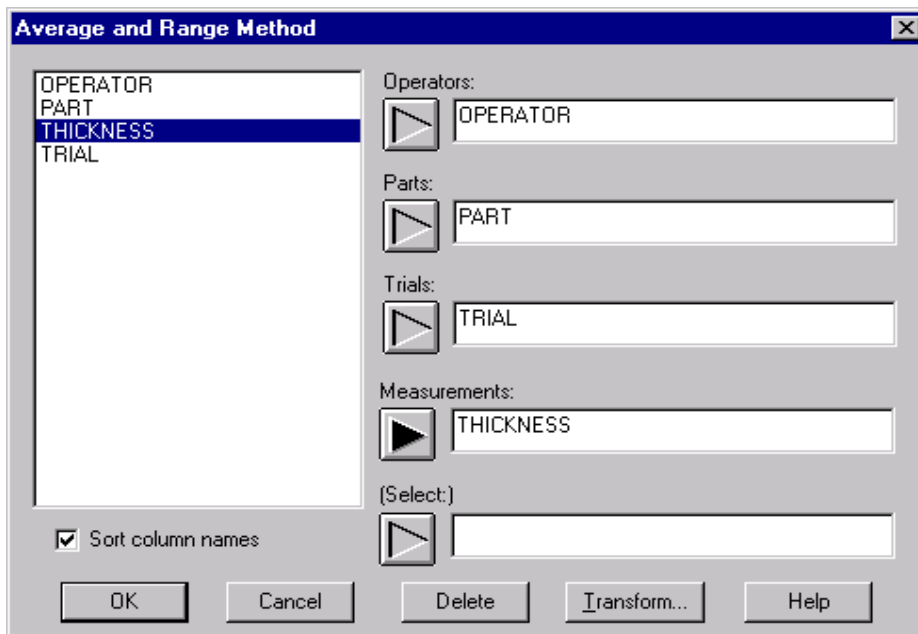 Average and Range Method
OPERATOR
PART
THICKNESS
TRIAL
Sort column names
Operators:
OPERATOR
Parts:
PART
Trials:
TRIAL
Measurements:
THICKNESS
(Select:)
OK
Cancel
Delete
Transform...
Help